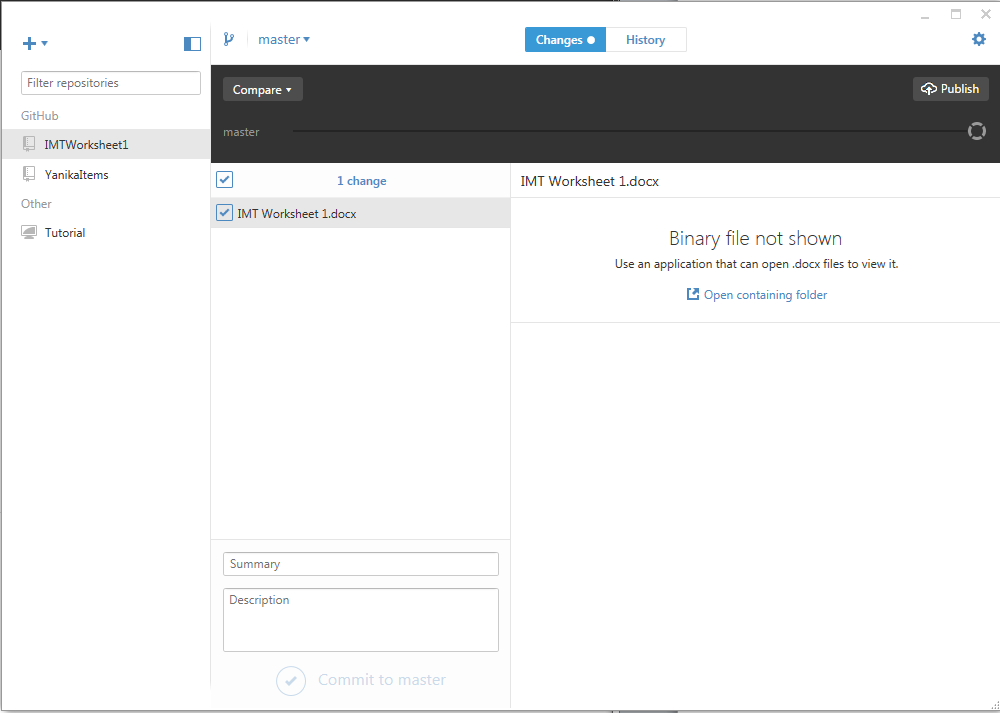 master
Changes
History
Filter repositories
GitHub
IMTWorksheet1
YanikaItems
Other
Tutorial
Compare
Publish
master
1 change
IMT Worksheet 1.docx
IMT Worksheet 1.docx
Binary file not shown
Use an application that can open .docx files to view it.
Open containing folder
Summary
Description
Commit to master